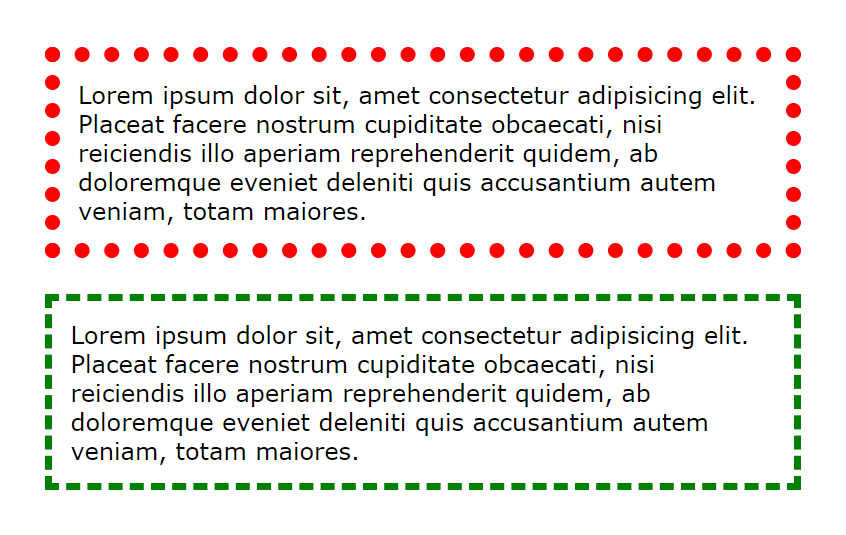 Lorem ipsum dolor sit, amet consectetur adipisicing elit.
Placeat facere nostrum cupiditate obcaecati, nisi
reiciendis illo aperiam reprehenderit quidem, ab
doloremque eveniet deleniti quis accusantium autem
veniam, totam maiores.
Lorem ipsum dolor sit, amet consectetur adipisicing elit.
Placeat facere nostrum cupiditate obcaecati, nisi
reiciendis illo aperiam reprehenderit quidem, ab
doloremque eveniet deleniti quis accusantium autem
veniam, totam maiores.